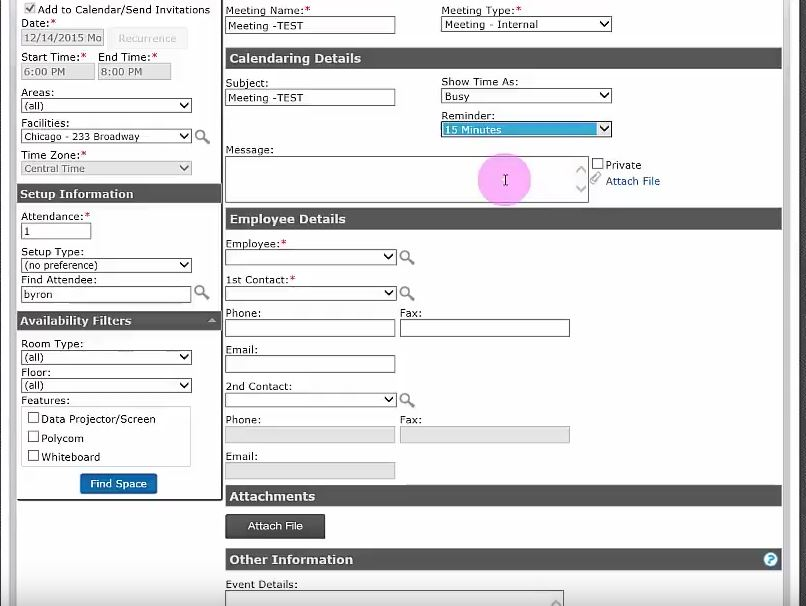 Add to Calendar/Send Invitations
Date:*
12/14/2015 Mo
Recurrence
Start Time:* End Time:*
6:00 PM 8:00 PM
Areas:
(all)
Facilities:
Chicago - 233 Broadway
Time Zone:*
Central Time
Setup Information
Attendance:*
1
Setup Type:
(no preference)
Find Attendee:
byron
Availability Filters
Room Type:
(all)
Floor:
(all)
Features:
Data Projector/Screen
Polycom
Whiteboard
Find Space
Meeting Name:* Meeting Type:*
Meeting -TEST Meeting - Internal
Calendaring Details
Subject: Show Time As:
Meeting -TEST Busy
Reminder:
15 Minutes
Message:
Private
Attach File
Employee Details
Employee:*
1st Contact:*
Phone: Fax:
Email:
2nd Contact:
Phone: Fax:
Email:
Attachments
Attach File
Other Information ?
Event Details: